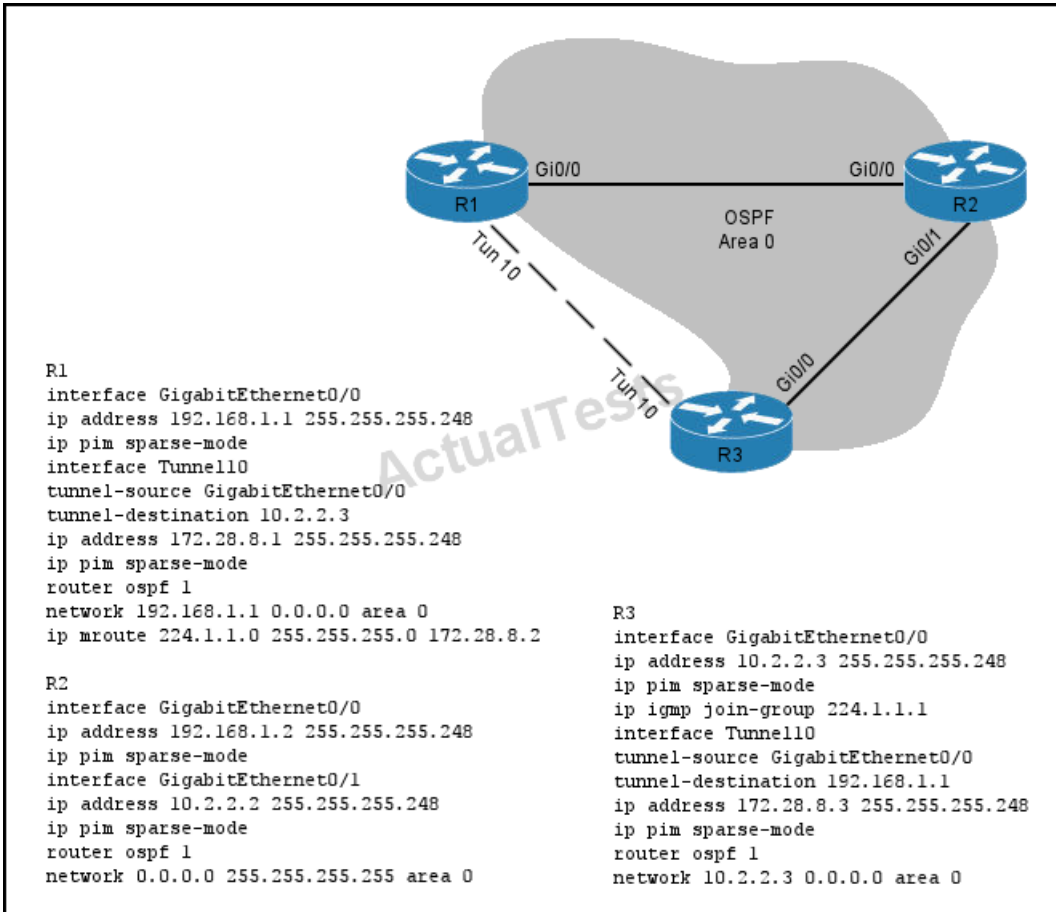 Gi0/0
Gi0/0
R1
R2
OSPF
Area 0
Gi0/1
Tun 10
Tun 10
Gi0/0
R3
ActualTests
R1
interface GigabitEthernet0/0
ip address 192.168.1.1 255.255.255.248
ip pim sparse-mode
interface Tunnel10
tunnel-source GigabitEthernet0/0
tunnel-destination 10.2.2.3
ip address 172.28.8.1 255.255.255.248
ip pim sparse-mode
router ospf 1
network 192.168.1.1 0.0.0.0 area 0
ip mroute 224.1.1.0 255.255.255.0 172.28.8.2
R2
interface GigabitEthernet0/0
ip address 192.168.1.2 255.255.255.248
ip pim sparse-mode
interface GigabitEthernet0/1
ip address 10.2.2.2 255.255.255.248
ip pim sparse-mode
router ospf 1
network 0.0.0.0 255.255.255.255 area 0
R3
interface GigabitEthernet0/0
ip address 10.2.2.3 255.255.255.248
ip pim sparse-mode
ip igmp join-group 224.1.1.1
interface Tunnel10
tunnel-source GigabitEthernet0/0
tunnel-destination 192.168.1.1
ip address 172.28.8.3 255.255.255.248
ip pim sparse-mode
router ospf 1
network 10.2.2.3 0.0.0.0 area 0